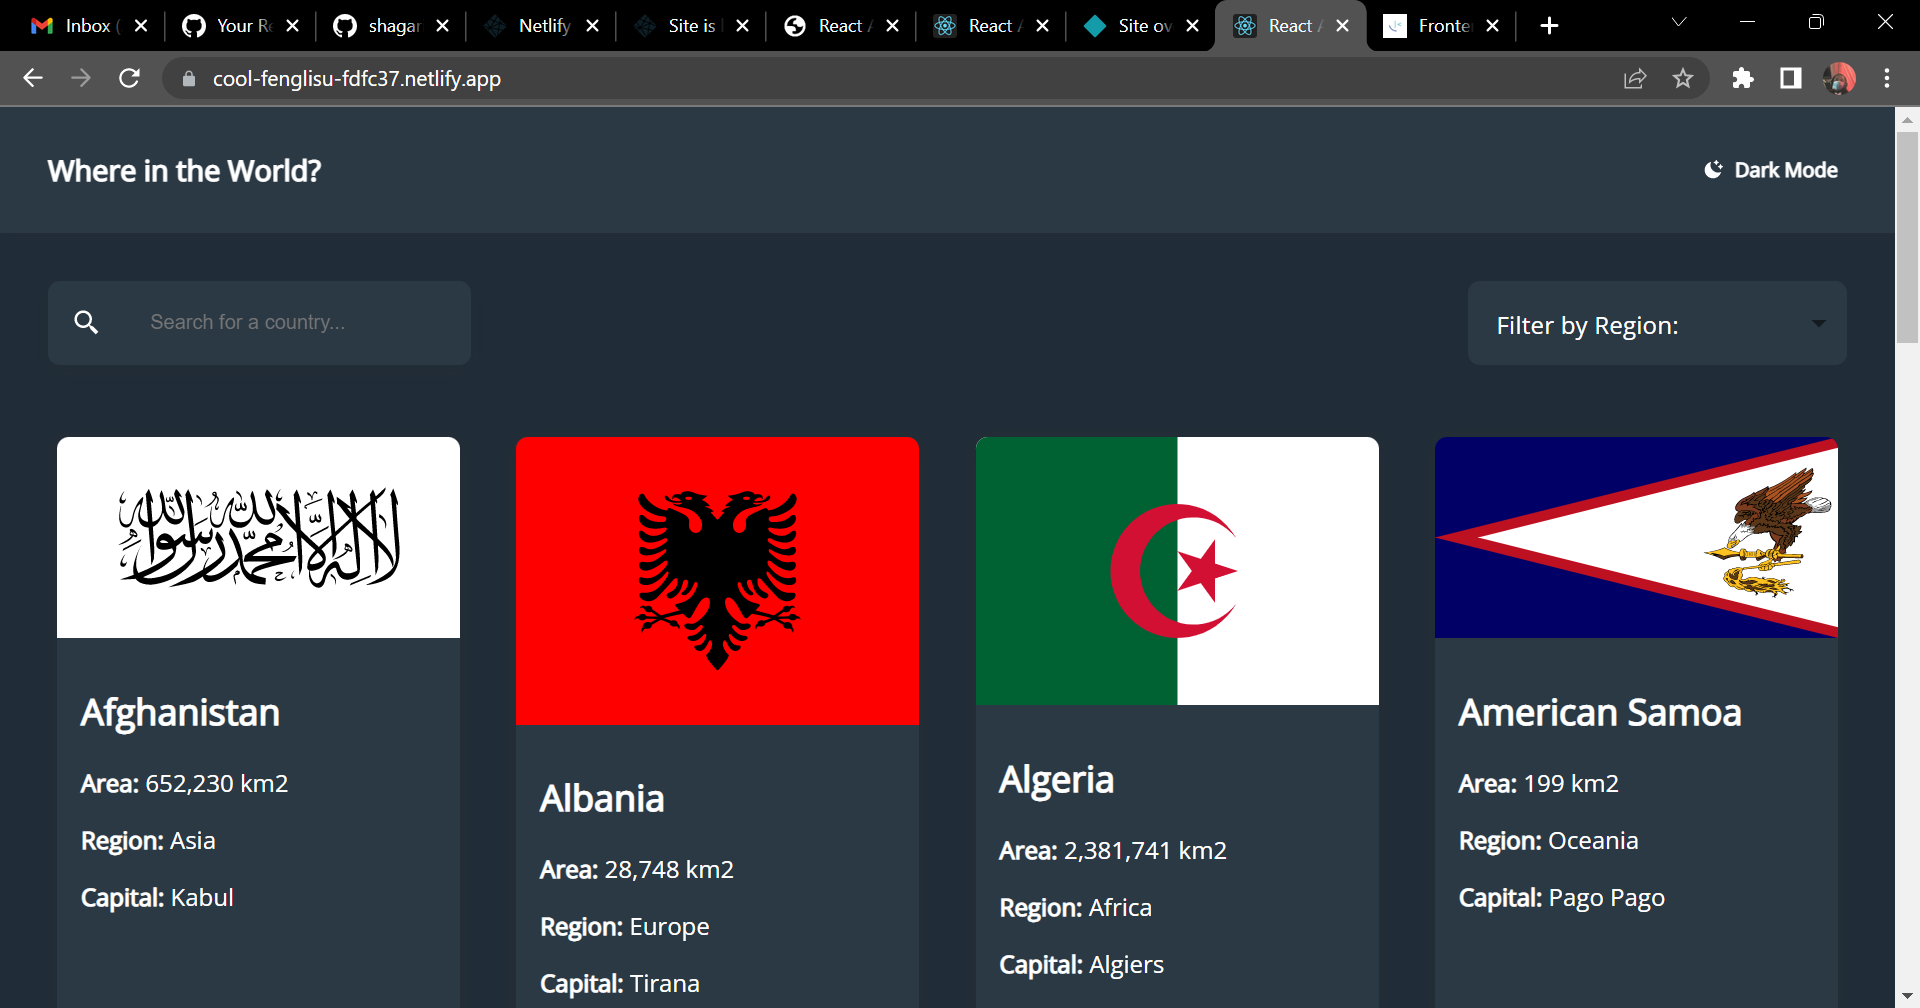 Inbox (
Your Re
shagar
Netlify
Site is
React A
React A
Site ov
React A
Fronte
cool-fenglisu-fdfc37.netlify.app
Where in the World?
Dark Mode
Search for a country...
Filter by Region:
لا إله إلا الله محمد رسول الله
Afghanistan
Area: 652,230 km2
Region: Asia
Capital: Kabul
Albania
Area: 28,748 km2
Region: Europe
Capital: Tirana
Algeria
Area: 2,381,741 km2
Region: Africa
Capital: Algiers
American Samoa
Area: 199 km2
Region: Oceania
Capital: Pago Pago